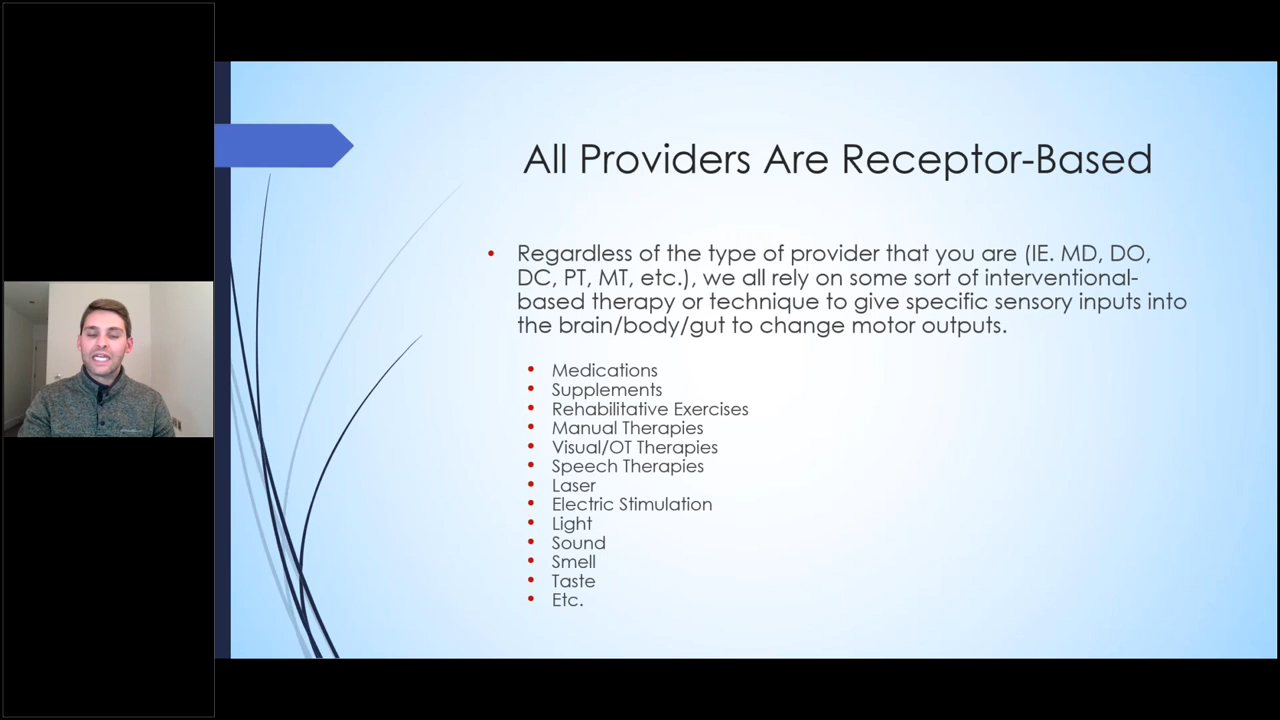 All Providers Are Receptor-Based
• Regardless of the type of provider that you are (IE. MD, DO,
DC, PT, MT, etc.), we all rely on some sort of interventional-
based therapy or technique to give specific sensory inputs into
the brain/body/gut to change motor outputs.
• Medications
• Supplements
• Rehabilitative Exercises
• Manual Therapies
• Visual/OT Therapies
• Speech Therapies
• Laser
• Electric Stimulation
• Light
• Sound
• Smell
• Taste
• Etc.